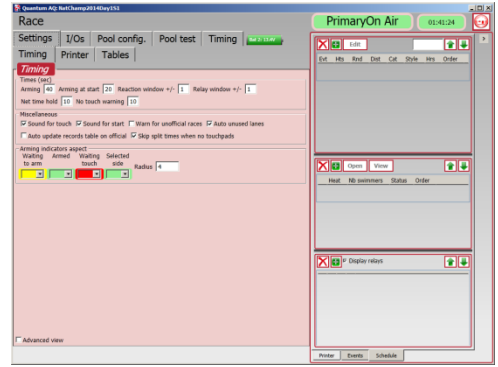 Quantum AQ: NatChamp2014Day1S1
Race
PrimaryOn Air
01:41:24
Settings I/Os Pool config. Pool test Timing
Timing Printer Tables
Timing
Times (sec)
Arming 40 Arming at start 20 Reaction window +/- 1 Relay window +/- 1
Net time hold 10 No touch warning 10
Miscellaneous
Sound for touch Sound for start Warn for unofficial races Auto unused lanes
Auto update records table on official Skip split times when no touchpads
Arming indicators aspect
Waiting to arm Armed Waiting touch Selected side Radius 4
Advanced view
Edit
Evt Hts Rnd Dist Cat Style Hrs Order
Open View
Heat Nb swimmers Status Order
Display relays
Printer Events Schedule